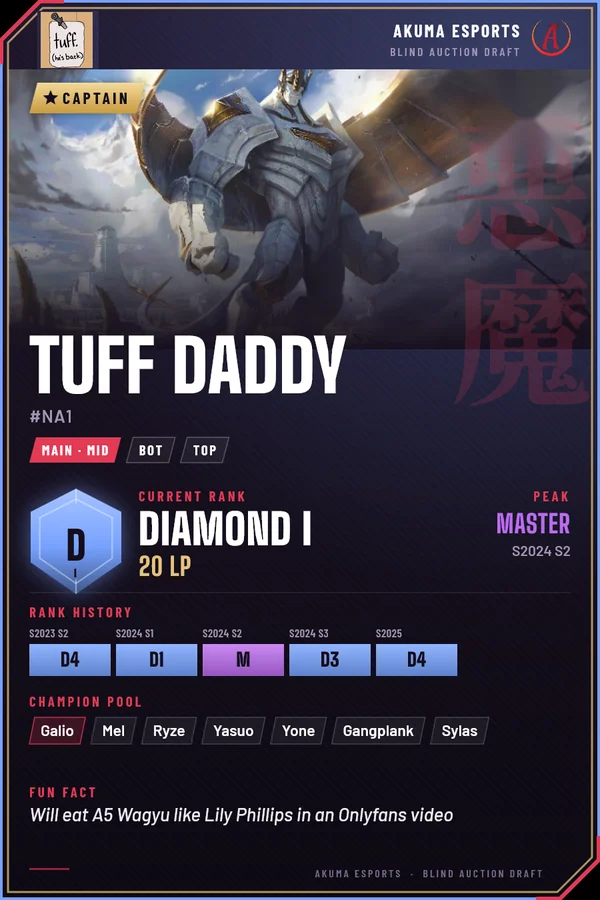 tuff.
(he's back)
AKUMA ESPORTS
BLIND AUCTION DRAFT
A
★ CAPTAIN
悪
魔
TUFF DADDY
#NA1
MAIN · MID BOT TOP
D
I
CURRENT RANK
DIAMOND I
20 LP
PEAK
MASTER
S2024 S2
RANK HISTORY
S2023 S2 S2024 S1 S2024 S2 S2024 S3 S2025
D4 D1 M D3 D4
CHAMPION POOL
Galio Mel Ryze Yasuo Yone Gangplank Sylas
FUN FACT
Will eat A5 Wagyu like Lily Phillips in an Onlyfans video
AKUMA ESPORTS · BLIND AUCTION DRAFT